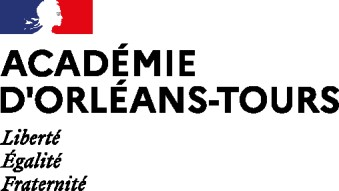 ACADÉMIE
D'ORLÉANS-TOURS
Liberté
Égalité
Fraternité